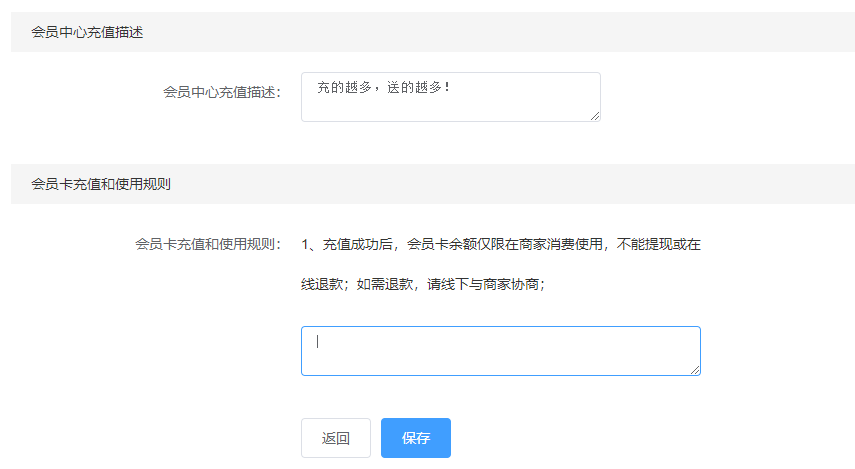 会员中心充值描述
会员中心充值描述：
充的越多，送的越多！
会员卡充值和使用规则
会员卡充值和使用规则：
1、充值成功后，会员卡余额仅限在商家消费使用，不能提现或在
线退款；如需退款，请线下与商家协商；
返回
保存